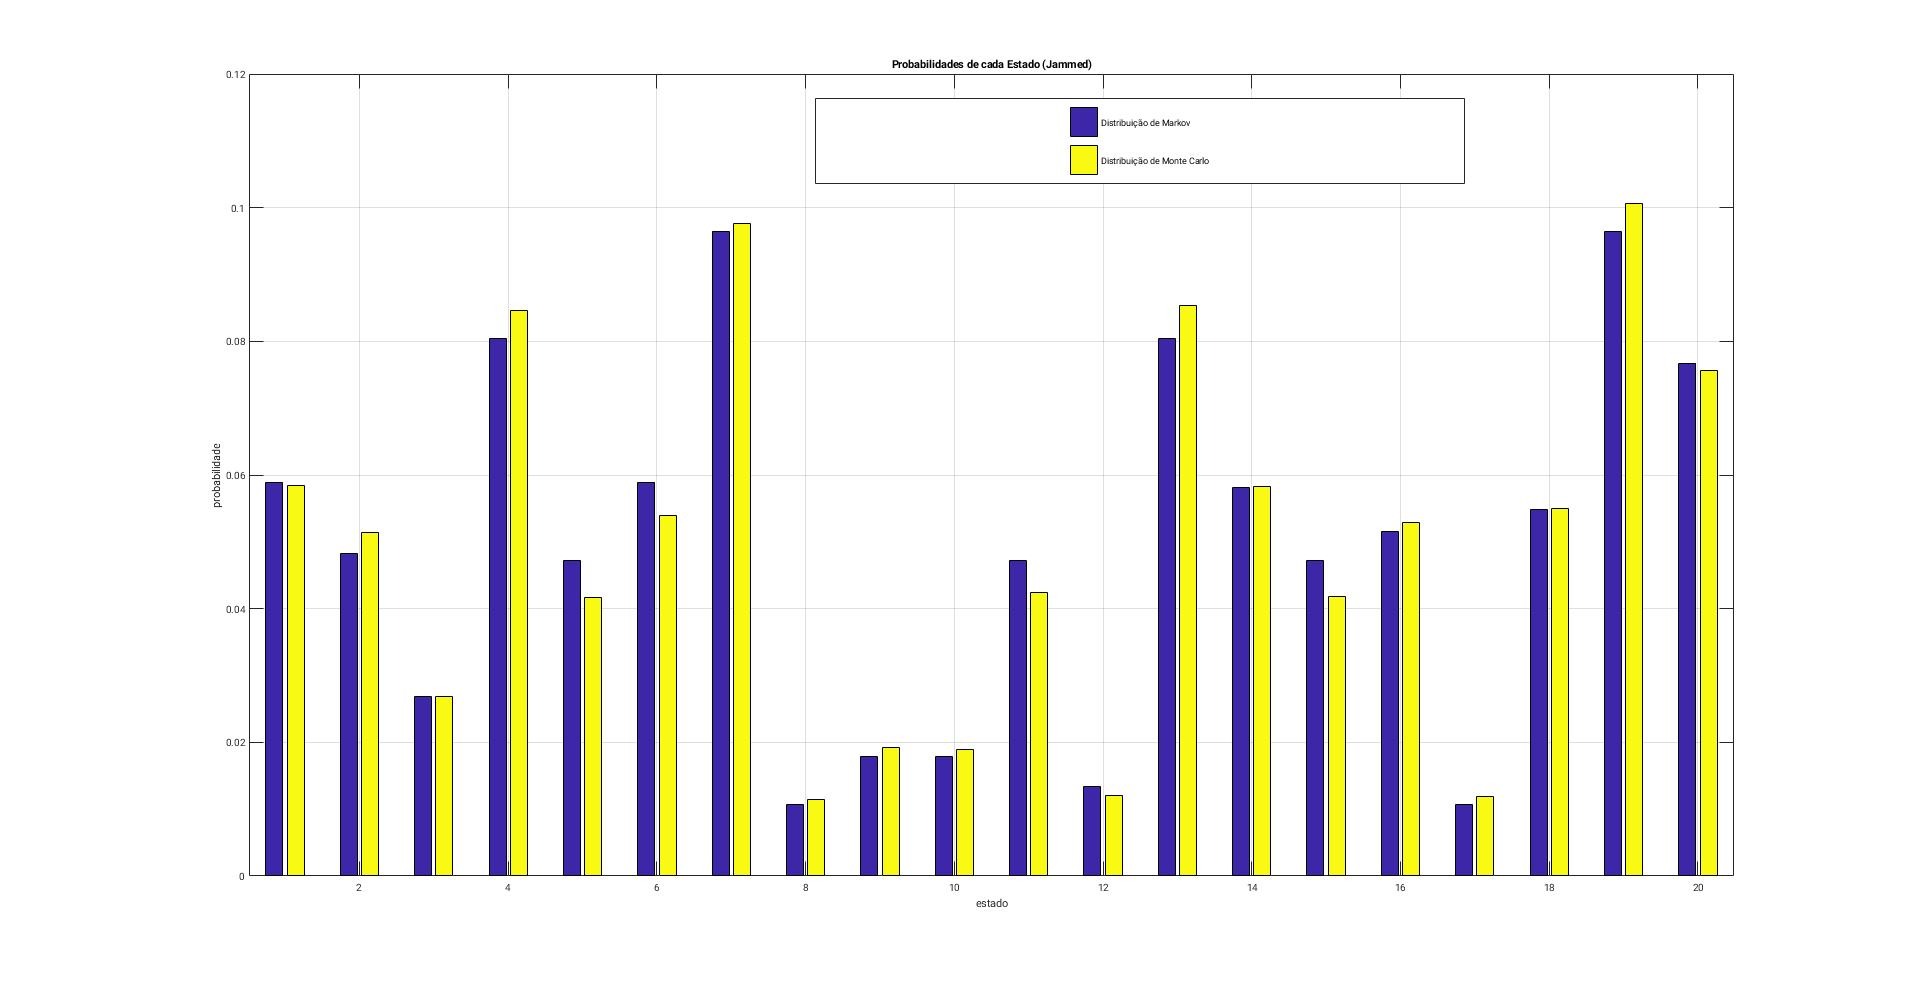 Probabilidades de cada Estado (Jammed)
Distribuição de Markov
Distribuição de Monte Carlo
0.12
0.1
0.08
0.06
0.04
0.02
0
probabilidade
2 4 6 8 10 12 14 16 18 20
estado